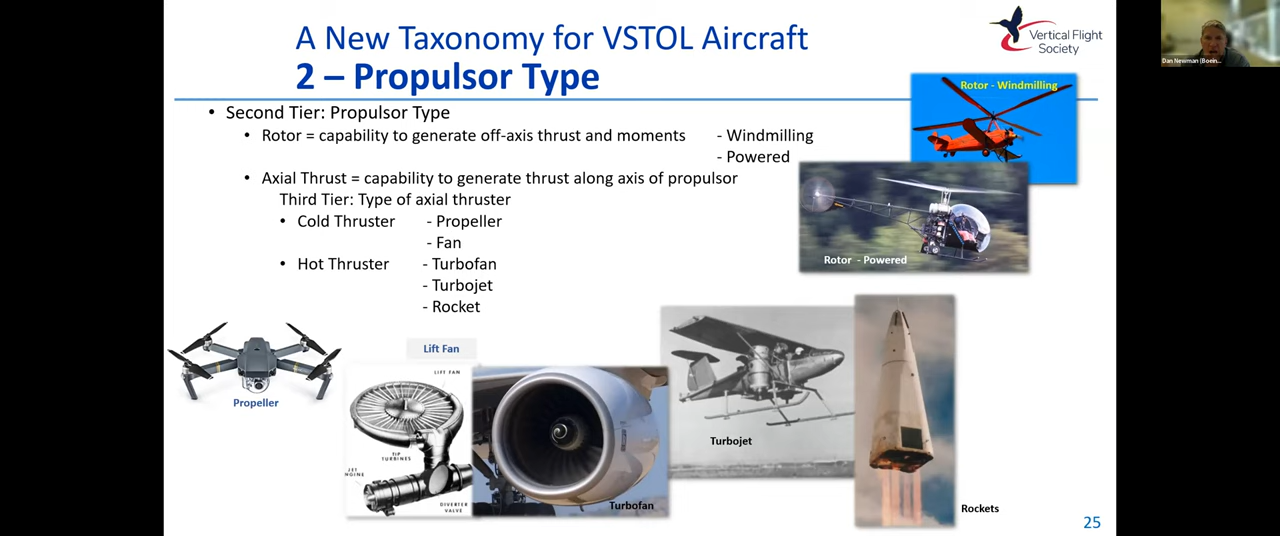 A New Taxonomy for VSTOL Aircraft
2 – Propulsor Type
Vertical Flight
Society
Dan Newman (Boein...
• Second Tier: Propulsor Type
• Rotor = capability to generate off-axis thrust and moments - Windmilling
- Powered
• Axial Thrust = capability to generate thrust along axis of propulsor
Third Tier: Type of axial thruster
• Cold Thruster - Propeller
- Fan
• Hot Thruster - Turbofan
- Turbojet
- Rocket
Rotor - Windmilling
Rotor - Powered
Propeller
Lift Fan
LIFT FAN
TIP
TURBINES
JET
ENGINE
DIVERTER
VALVE
Turbofan
Turbojet
Rockets
25